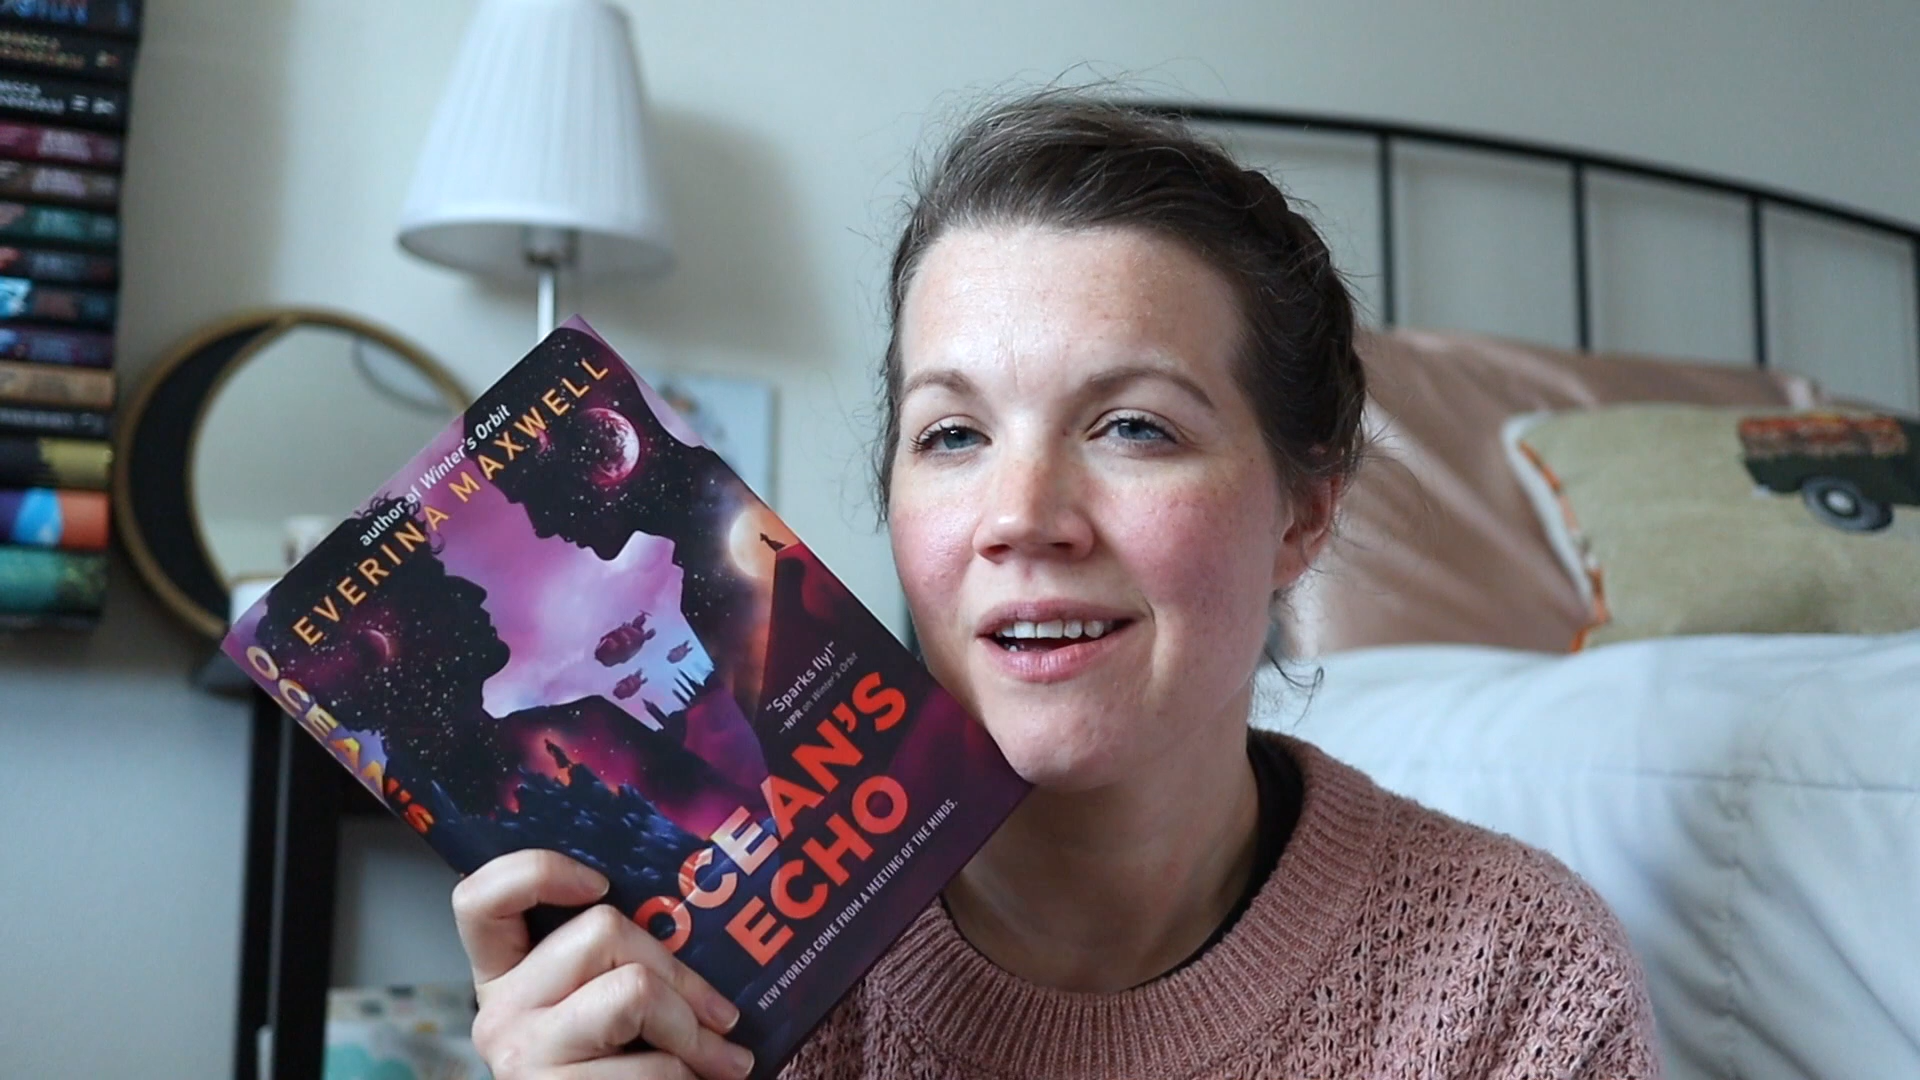 author of Winter's Orbit
EVERINA MAXWELL
"Sparks fly!"
—NPR on Winter's Orbit
OCEAN'S
ECHO
NEW WORLDS COME FROM A MEETING OF THE MINDS.
OCEAN'S